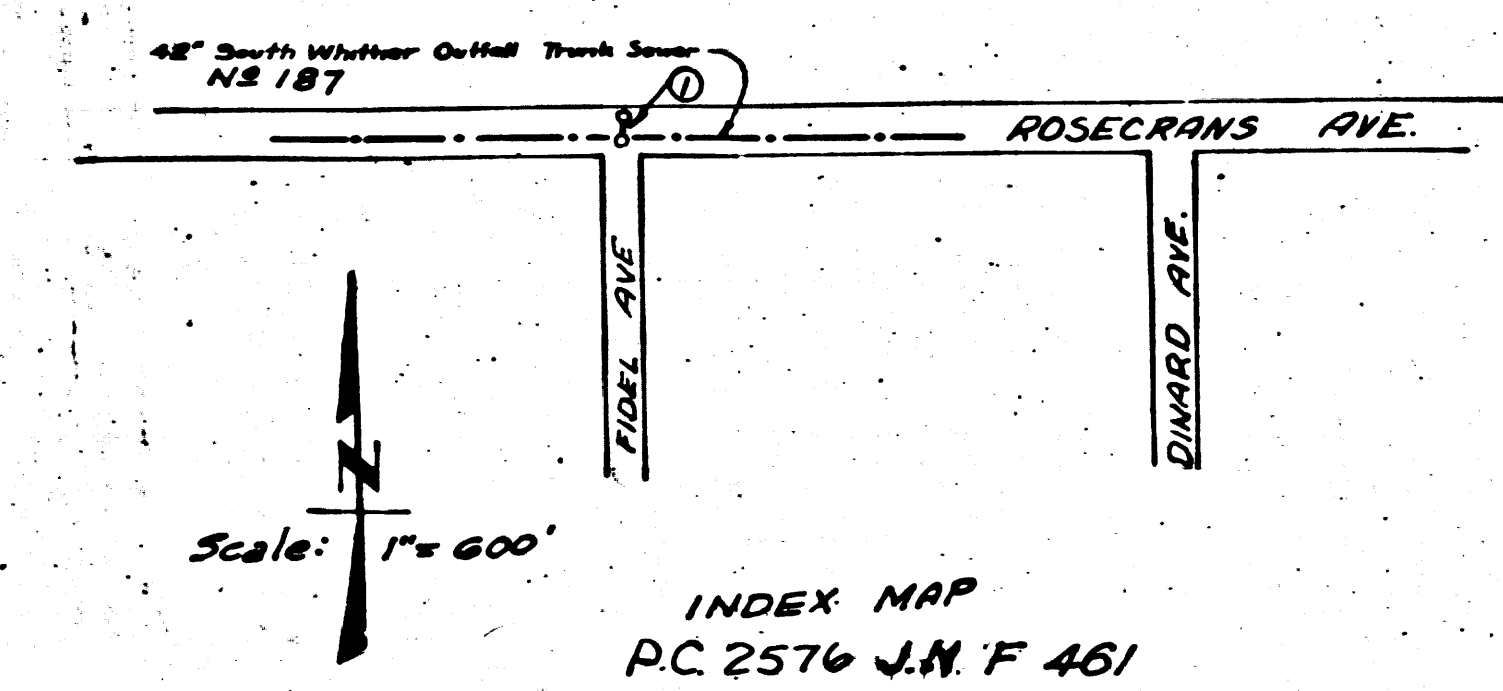 42" South Whittier Outfall Trunk Sewer
Nº 187
1
ROSECRANS AVE.
FIDEL AVE
DINARD AVE.
N
Scale: 1"= 600'
INDEX MAP
P.C. 2576 J.N. F 461